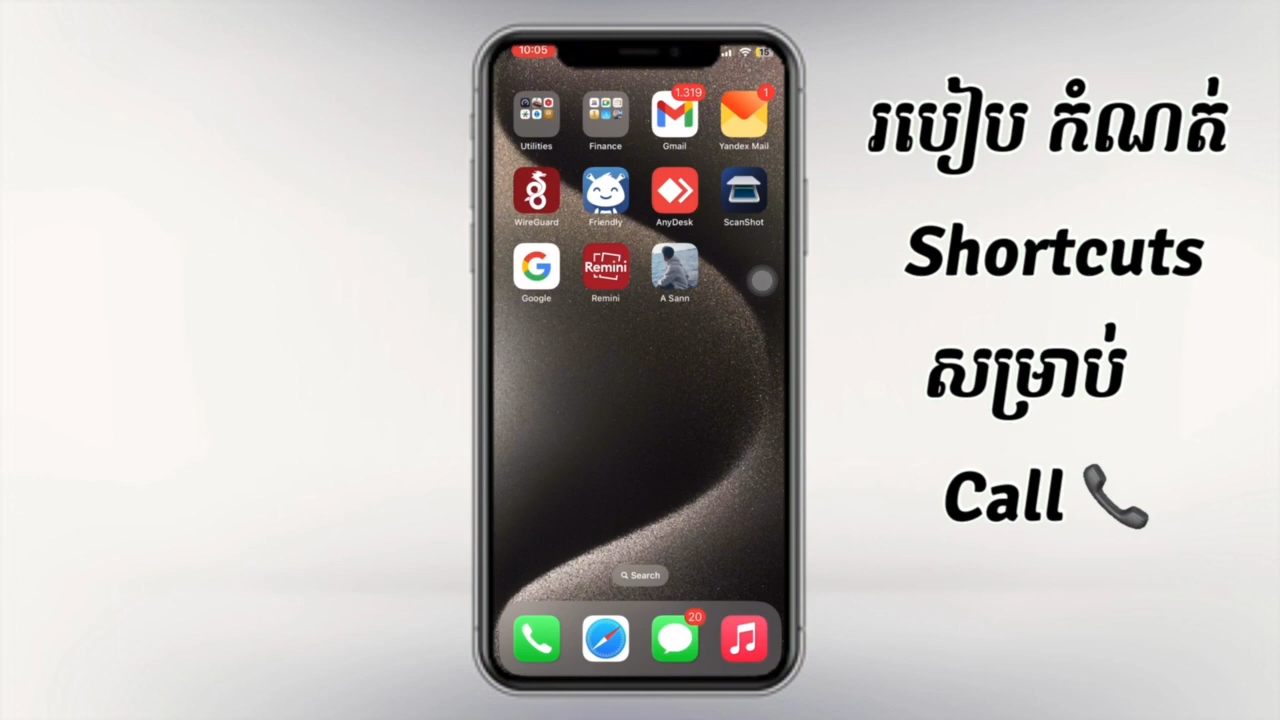 10:05
15
1.319
1
Utilities
Finance
Gmail
Yandex Mail
WireGuard
Friendly
AnyDesk
ScanShot
Remini
Google
Remini
A Sann
Search
20
របៀប កំណត់
Shortcuts
សម្រាប់
Call